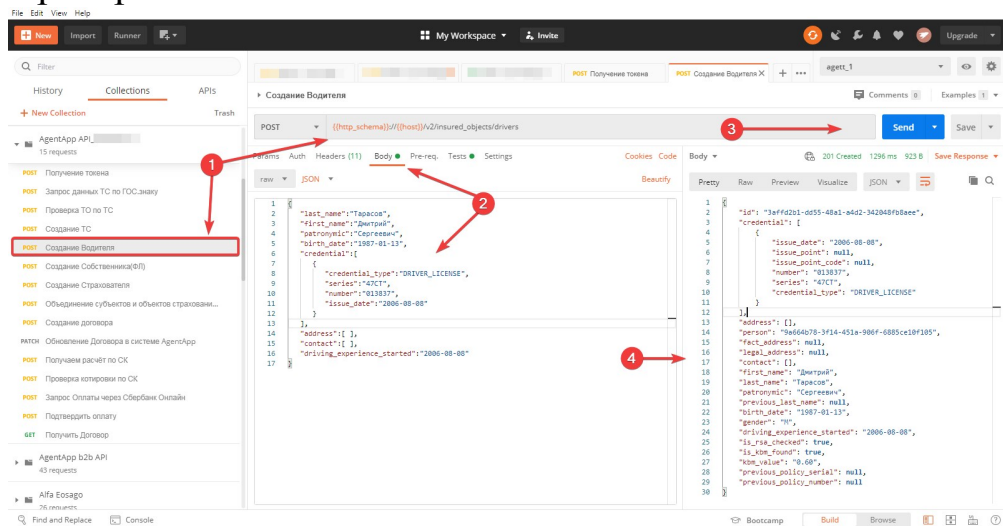 File Edit View Help
New Import Runner My Workspace Invite Upgrade
Filter
History Collections APIs
+ New Collection Trash
AgentApp API_
15 requests
POST Получение токена
POST Запрос данных ТС по ГОС.знаку
POST Проверка ТО по ТС
POST Создание ТС
POST Создание Водителя
POST Создание Собственника(ФЛ)
POST Создание Страхователя
POST Объединение субъектов и объектов страховани...
POST Создание договора
PATCH Обновление Договора в системе AgentApp
POST Получаем расчёт по СК
POST Проверка котировки по СК
POST Запрос Оплаты через Сбербанк Онлайн
POST Подтвердить оплату
GET Получить Договор
AgentApp b2b API
43 requests
Alfa Eosago
26 requests
POST Получение токена POST Создание Водителя X + ... agett_1
Создание Водителя Comments 0 Examples 1
POST {{http_schema}}://{{host}}/v2/insured_objects/drivers 3 Send Save
1
Params Auth Headers (11) Body Pre-req. Tests Settings Cookies Code
raw JSON Beautify
2
1 {
2 "last_name":"Тарасов",
3 "first_name":"Дмитрий",
4 "patronymic":"Сергеевич",
5 "birth_date":"1987-01-13",
6 "credential":[
7 {
8 "credential_type":"DRIVER_LICENSE",
9 "series":"47СТ",
10 "number":"013837",
11 "issue_date":"2006-08-08"
12 }
13 ],
14 "address":[ ],
15 "contact":[ ],
16 "driving_experience_started":"2006-08-08"
17 }
4
Body 201 Created 1296 ms 923 B Save Response
Pretty Raw Preview Visualize JSON
1 {
2 "id": "3affd2b1-dd55-48a1-a4d2-342048fb8aee",
3 "credential": [
4 {
5 "issue_date": "2006-08-08",
6 "issue_point": null,
7 "issue_point_code": null,
8 "number": "013837",
9 "series": "47СТ",
10 "credential_type": "DRIVER_LICENSE"
11 }
12 ],
13 "address": [],
14 "person": "9a664b78-3f14-451a-906f-6885ce10f105",
15 "fact_address": null,
16 "legal_address": null,
17 "contact": [],
18 "first_name": "Дмитрий",
19 "last_name": "Тарасов",
20 "patronymic": "Сергеевич",
21 "previous_last_name": null,
22 "birth_date": "1987-01-13",
23 "gender": "M",
24 "driving_experience_started": "2006-08-08",
25 "is_rsa_checked": true,
26 "is_kbm_found": true,
27 "kbm_value": "0.60",
28 "previous_policy_serial": null,
29 "previous_policy_number": null
30 }
Find and Replace Console Bootcamp Build Browse